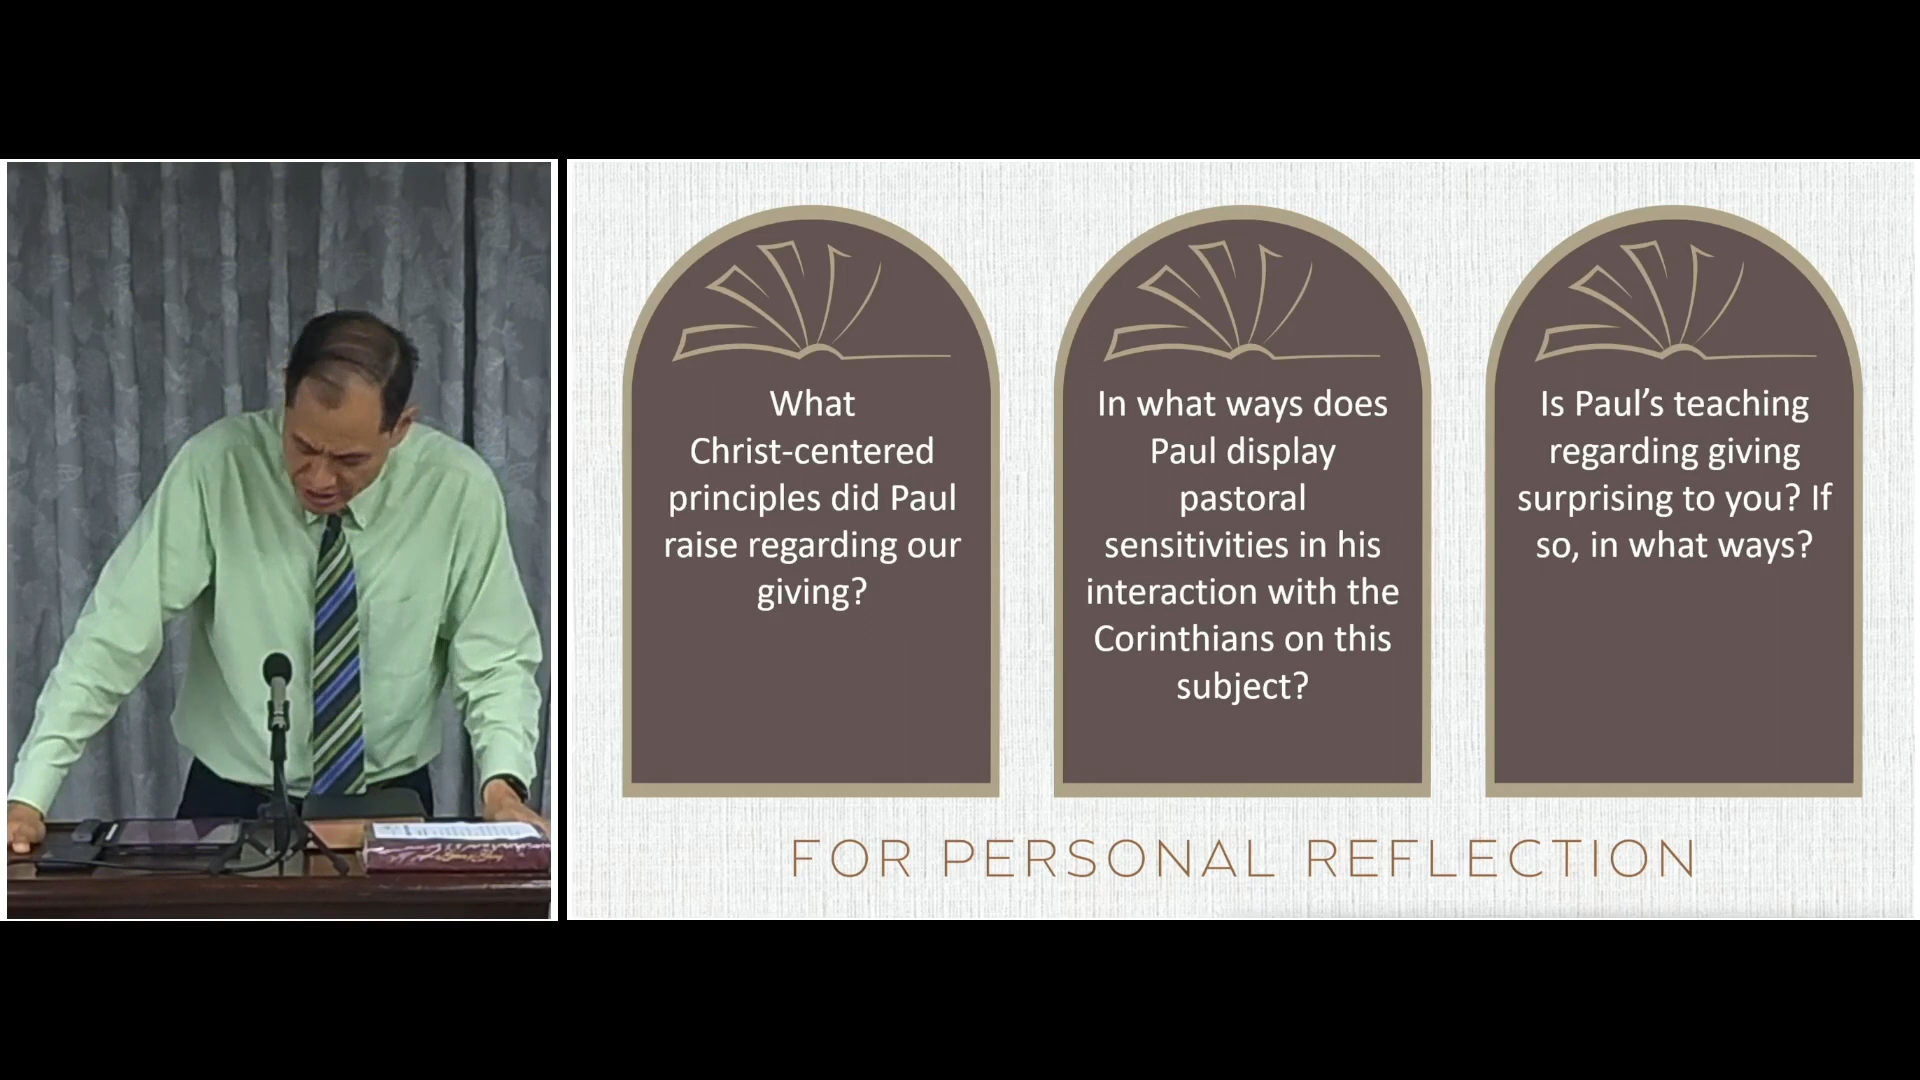 What
Christ-centered
principles did Paul
raise regarding our
giving?
In what ways does
Paul display
pastoral
sensitivities in his
interaction with the
Corinthians on this
subject?
Is Paul’s teaching
regarding giving
surprising to you? If
so, in what ways?
FOR PERSONAL REFLECTION